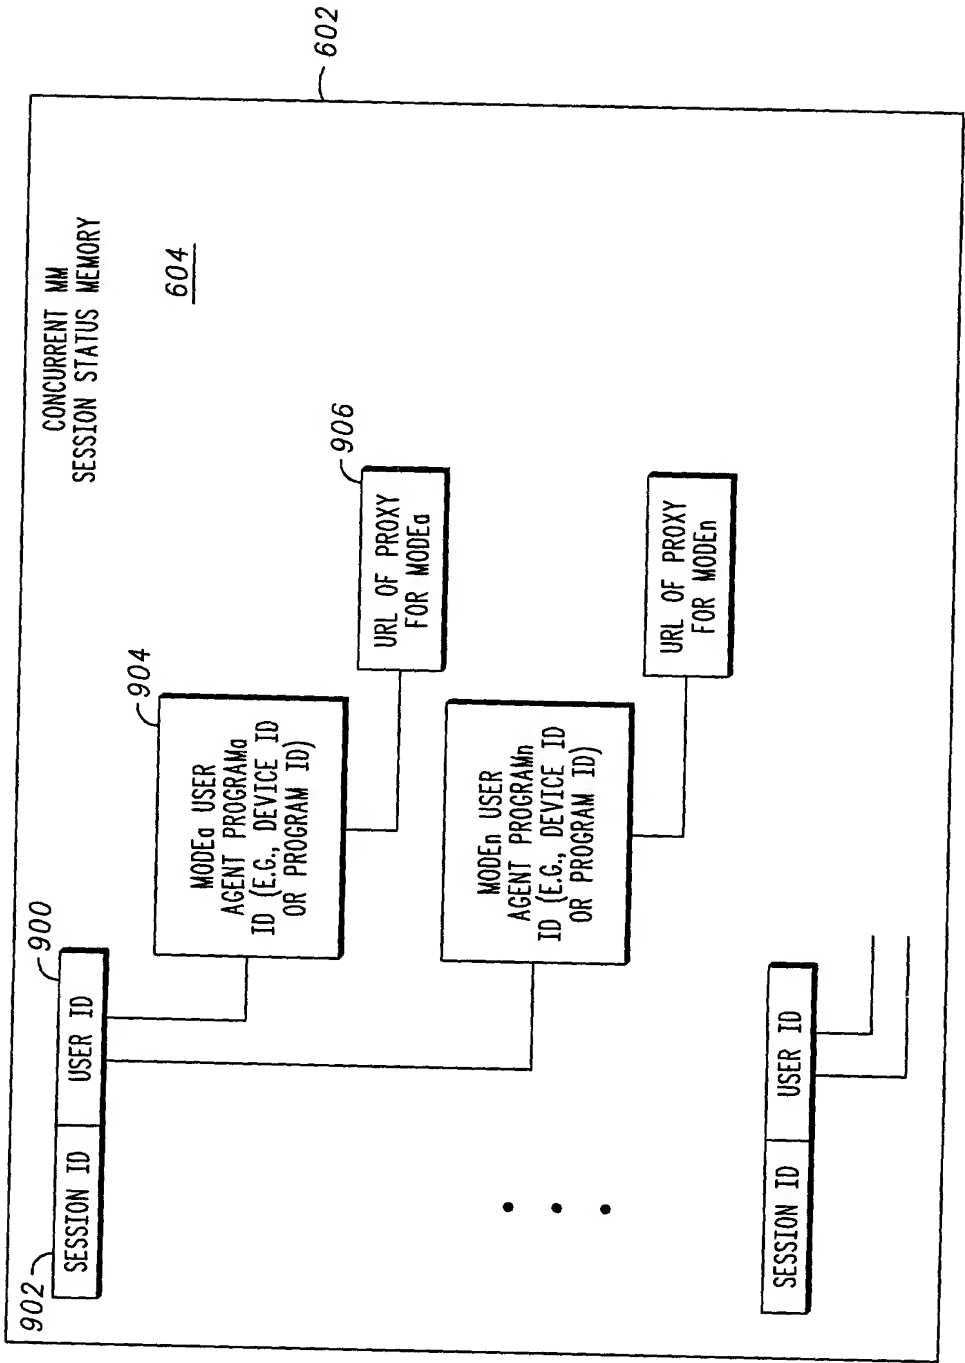 602
CONCURRENT MM
SESSION STATUS MEMORY
604
902
SESSION ID
USER ID
900
MODEa USER
AGENT PROGRAMa
ID (E.G., DEVICE ID
OR PROGRAM ID)
904
URL OF PROXY
FOR MODEa
906
MODEn USER
AGENT PROGRAMn
ID (E.G., DEVICE ID
OR PROGRAM ID)
URL OF PROXY
FOR MODEn
SESSION ID
USER ID